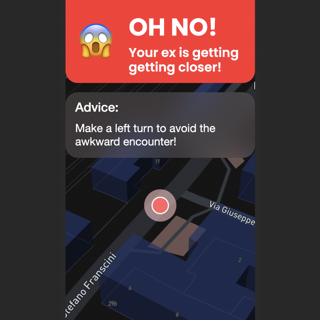 OH NO!
Your ex is getting
getting closer!
Advice:
Make a left turn to avoid the
awkward encounter!
Via Giuseppe
tefano Franscini